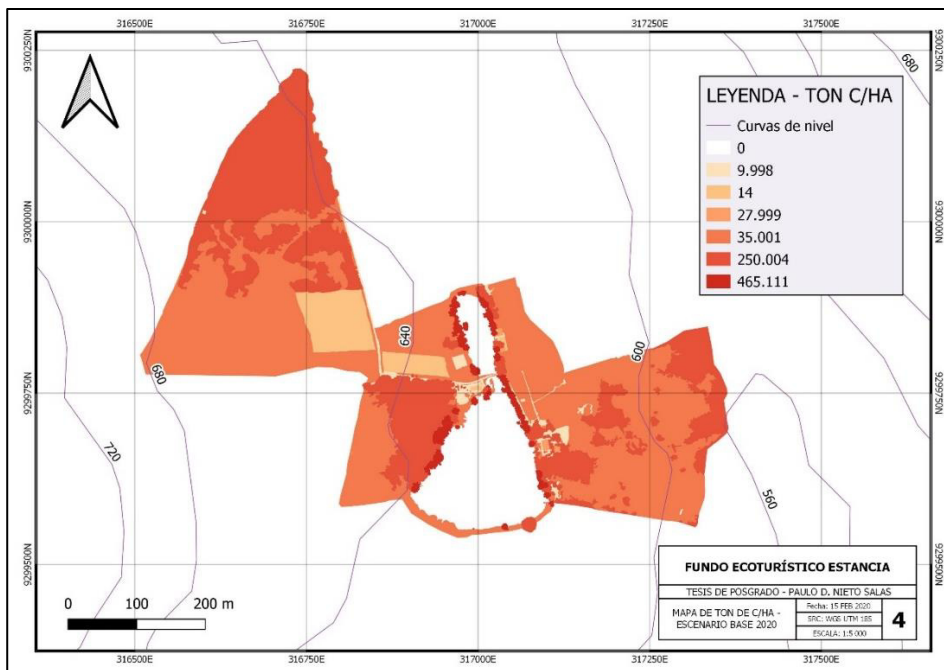 316500E 316750E 317000E 317250E 317500E
9300250N 9300250N
680
LEYENDA - TON C/HA
Curvas de nivel
0
9.998
14
27.999
35.001
250.004
465.111
9300000N 9300000N
640
600
680
9299750N 9299750N
720
560
9299500N 9299500N
0 100 200 m
FUNDO ECOTURÍSTICO ESTANCIA
TESIS DE POSGRADO - PAULO D. NIETO SALAS
MAPA DE TON DE C/HA -
ESCENARIO BASE 2020
Fecha: 15 FEB 2020
SRC: WGS UTM 18S
ESCALA: 1:5 000
4
316500E 316750E 317000E 317250E 317500E